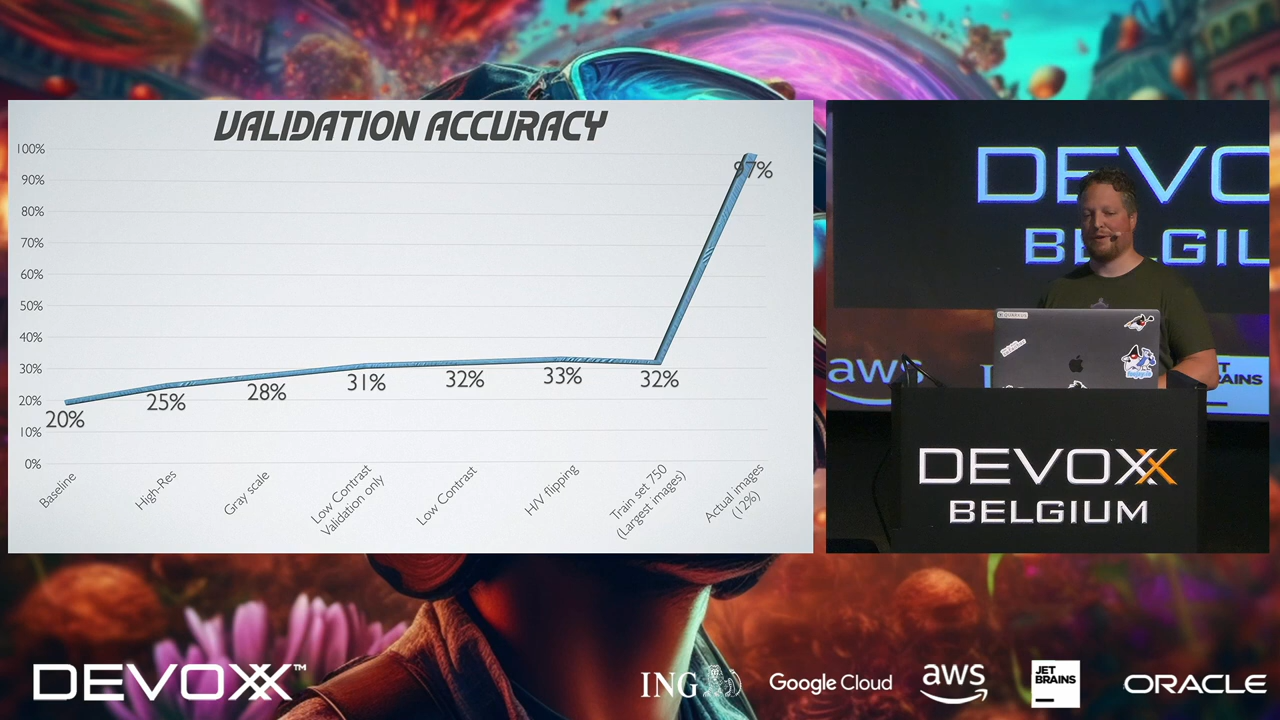 VALIDATION ACCURACY
100%
90%
80%
70%
60%
50%
40%
30%
20%
10%
0%
20%
25%
28%
31%
32%
33%
32%
97%
Baseline
High-Res
Gray scale
Low Contrast
Validation only
Low Contrast
H/V flipping
Train set 750
(Largest images)
Actual images
(12%)
DEVO
BELGIU
aws
DEVOXX
BELGIUM
DEVOXX™
ING
Google Cloud
aws
JET
BRAINS
ORACLE